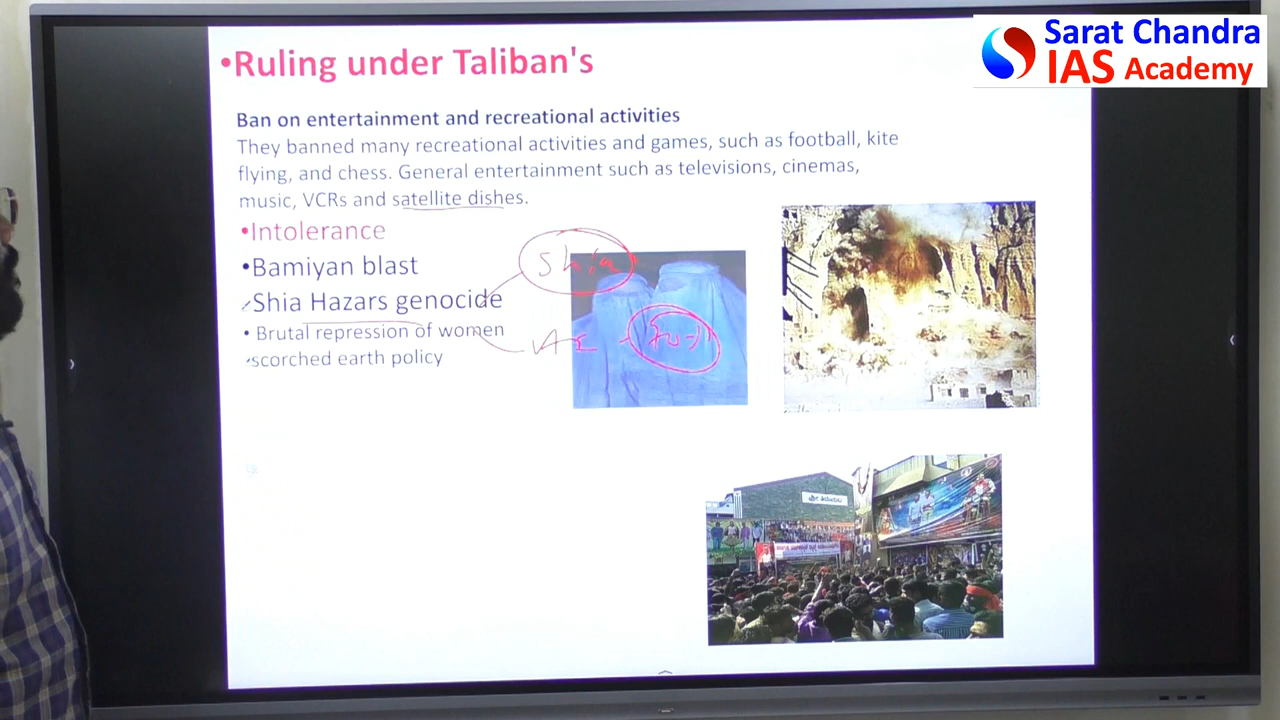 Sarat Chandra
IAS Academy
•Ruling under Taliban's
Ban on entertainment and recreational activities
They banned many recreational activities and games, such as football, kite
flying, and chess. General entertainment such as televisions, cinemas,
music, VCRs and satellite dishes.
•Intolerance
•Bamiyan blast
Shia Hazars genocide
• Brutal repression of women
scorched earth policy
Shia